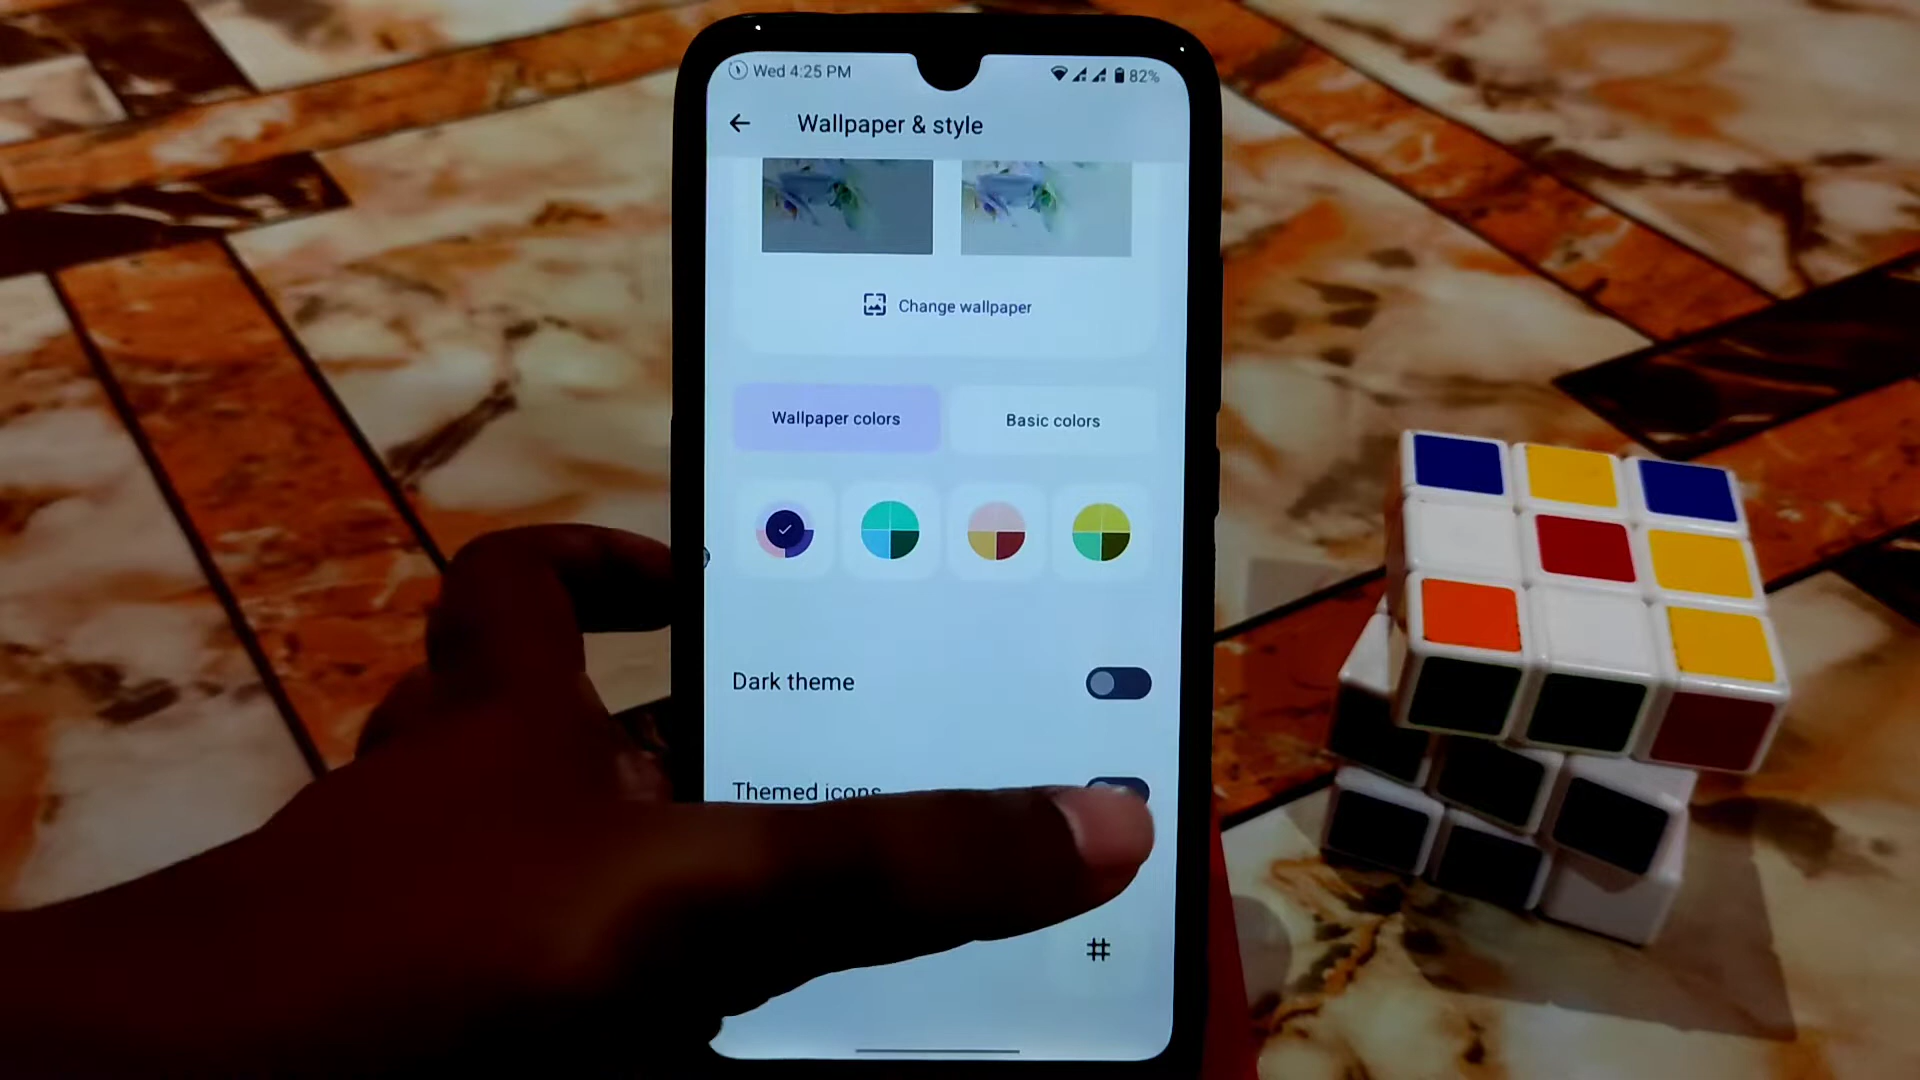 Wed 4:25 PM
82%
Wallpaper & style
Change wallpaper
Wallpaper colors
Basic colors
Dark theme
Themed icons